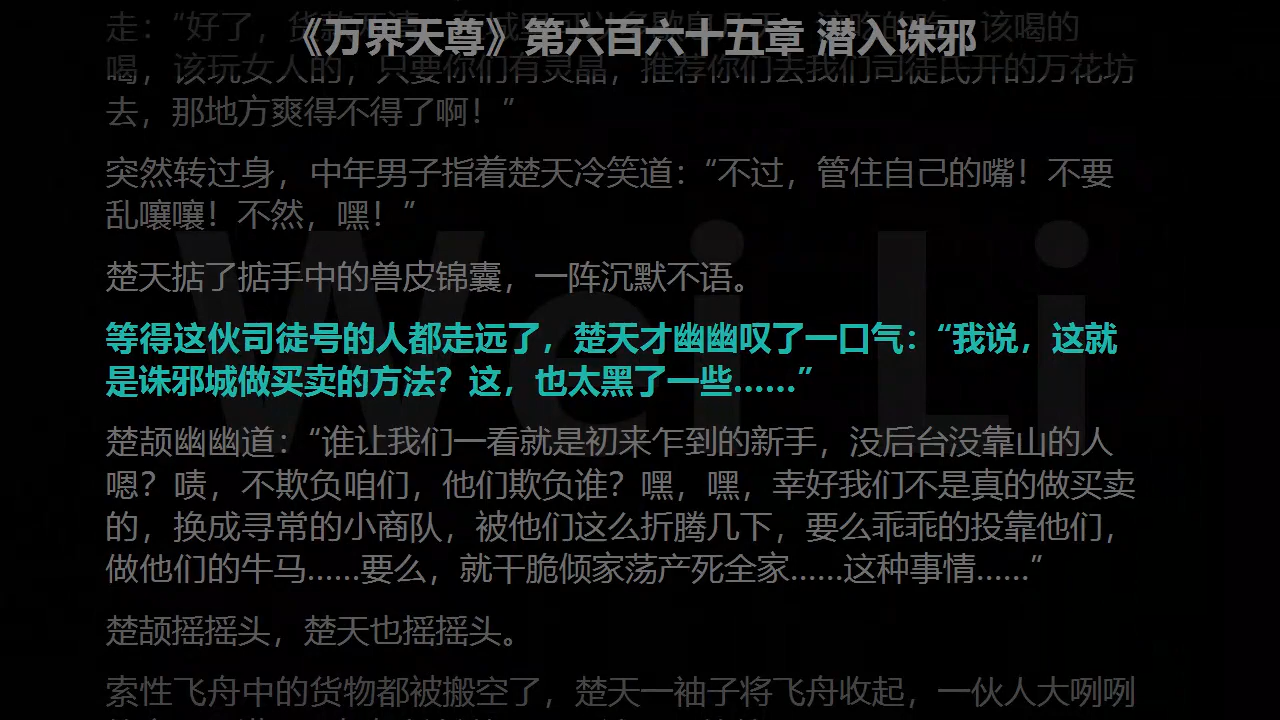 《万界天尊》第六百六十五章 潜入诛邪
走：“好了，货款两清，
该喝的
喝，该玩女人的，只要你们有灵晶，推荐你们去我们司徒氏开的万花坊
去，那地方爽得不得了啊！”
突然转过身，中年男子指着楚天冷笑道：“不过，管住自己的嘴！不要
乱嚷嚷！不然，嘿！”
楚天掂了掂手中的兽皮锦囊，一阵沉默不语。
等得这伙司徒号的人都走远了，楚天才幽幽叹了一口气：“我说，这就
是诛邪城做买卖的方法？这，也太黑了一些……”
楚颉幽幽道：“谁让我们一看就是初来乍到的新手，没后台没靠山的人
嗯？啧，不欺负咱们，他们欺负谁？嘿，嘿，幸好我们不是真的做买卖
的，换成寻常的小商队，被他们这么折腾几下，要么乖乖的投靠他们，
做他们的牛马……要么，就干脆倾家荡产死全家……这种事情……”
楚颉摇摇头，楚天也摇摇头。
索性飞舟中的货物都被搬空了，楚天一袖子将飞舟收起，一伙人大咧咧
Wei Li